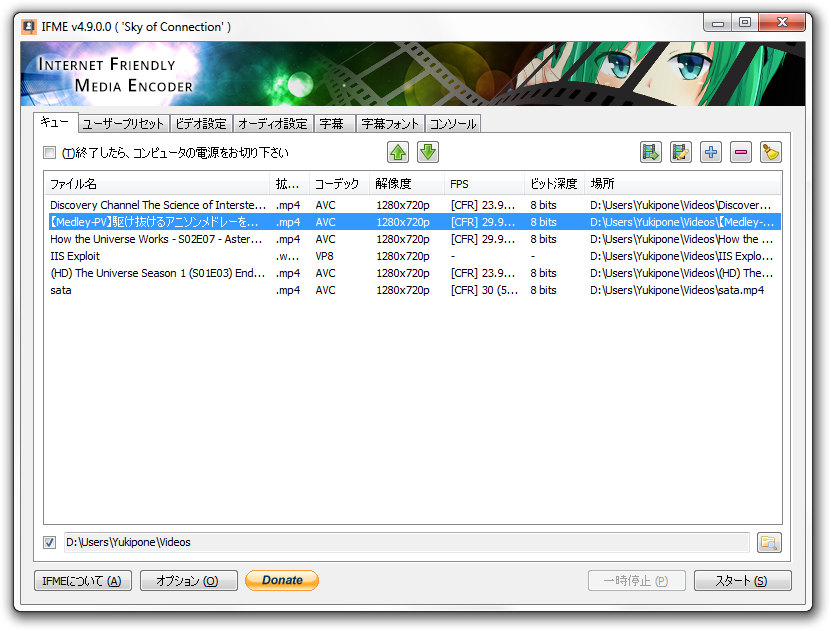 IFME v4.9.0.0 ( 'Sky of Connection' )
INTERNET FRIENDLY
MEDIA ENCODER
キュー ユーザープリセット ビデオ設定 オーディオ設定 字幕 字幕フォント コンソール
(T)終了したら、コンピュータの電源をお切り下さい
ファイル名 拡... コーデック 解像度 FPS ビット深度 場所
Discovery Channel The Science of Interste... .mp4 AVC 1280x720p [CFR] 23.9... 8 bits D:\Users\Yukipone\Videos\Discover...
【Medley-PV】駆け抜けるアニソンメドレーを... .mp4 AVC 1280x720p [CFR] 29.9... 8 bits D:\Users\Yukipone\Videos\【Medley-...
How the Universe Works - S02E07 - Aster... .mp4 AVC 1280x720p [CFR] 29.9... 8 bits D:\Users\Yukipone\Videos\How the ...
IIS Exploit .w... VP8 1280x720p - - D:\Users\Yukipone\Videos\IIS Explo...
(HD) The Universe Season 1 (S01E03) End... .mp4 AVC 1280x720p [CFR] 23.9... 8 bits D:\Users\Yukipone\Videos\(HD) The...
sata .mp4 AVC 1280x720p [CFR] 30 (5... 8 bits D:\Users\Yukipone\Videos\sata.mp4
D:\Users\Yukipone\Videos
IFMEについて (A) オプション (O) Donate 一時停止 (P) スタート (S)